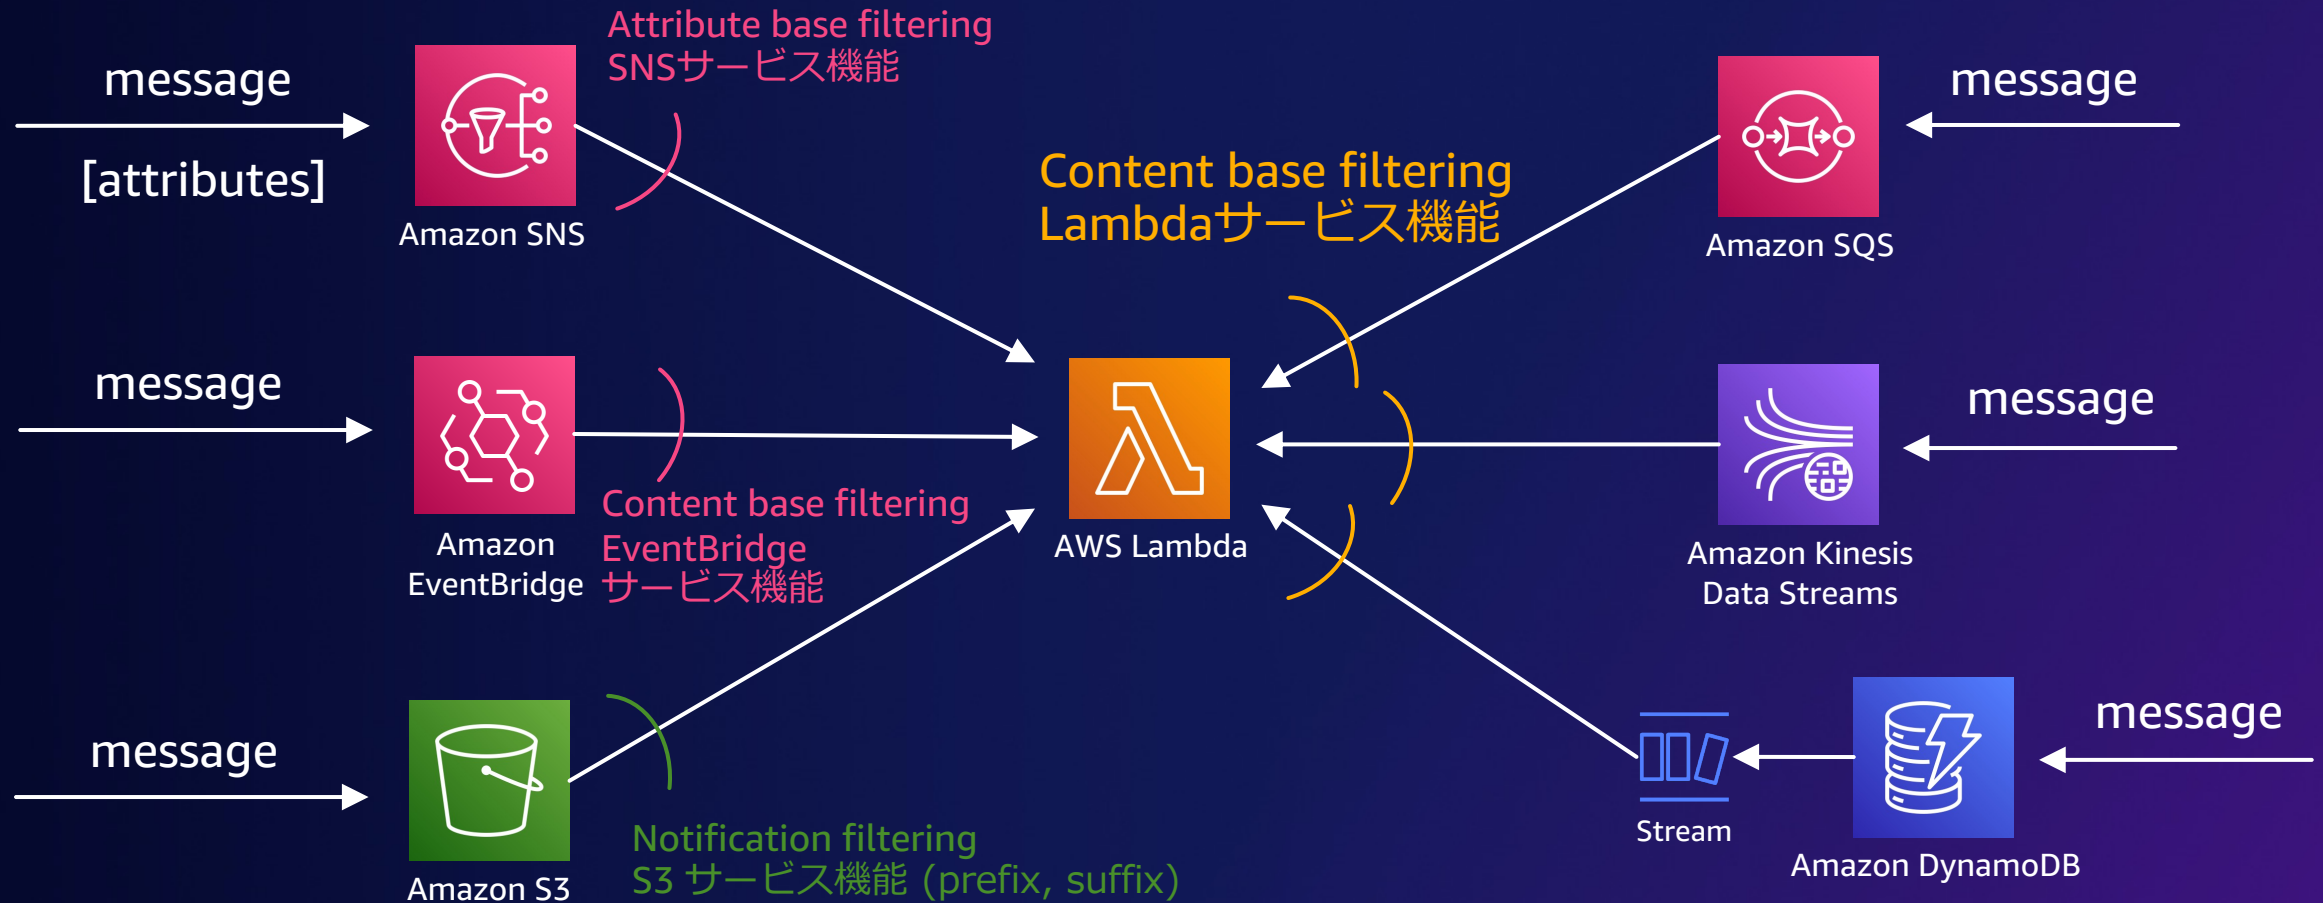 Attribute base filtering
SNSサービス機能
message
[attributes]
Amazon SNS
Content base filtering
Lambdaサービス機能
message
Amazon SQS
message
Amazon
EventBridge
Content base filtering
EventBridge
サービス機能
AWS Lambda
message
Amazon Kinesis
Data Streams
message
Amazon S3
Notification filtering
S3 サービス機能 (prefix, suffix)
Stream
message
Amazon DynamoDB